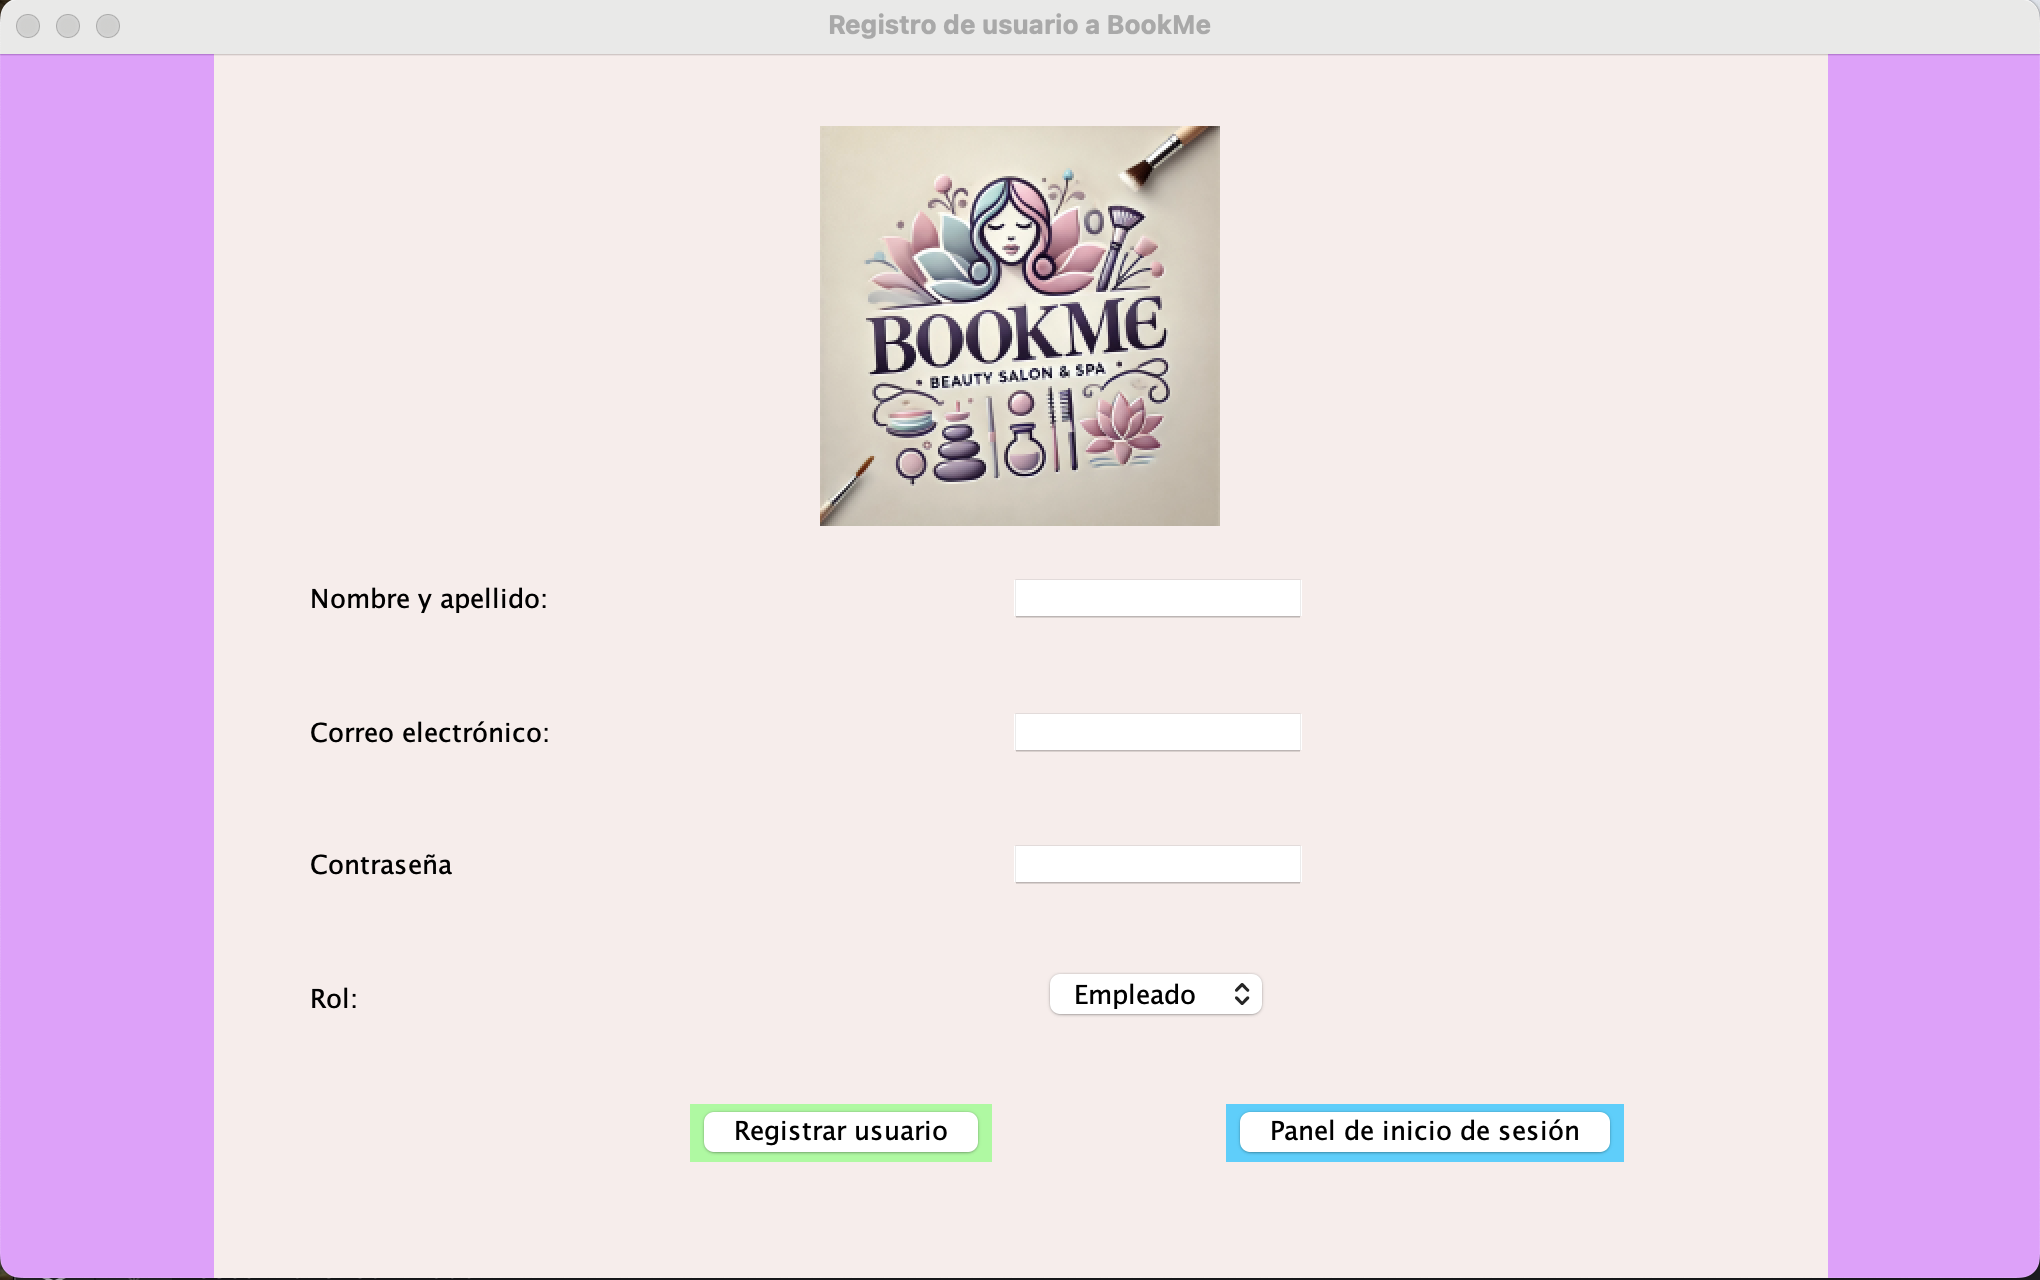 Registro de usuario a BookMe
BOOKME
• BEAUTY SALON & SPA •
Nombre y apellido:
Correo electrónico:
Contraseña
Rol:
Empleado
Registrar usuario
Panel de inicio de sesión